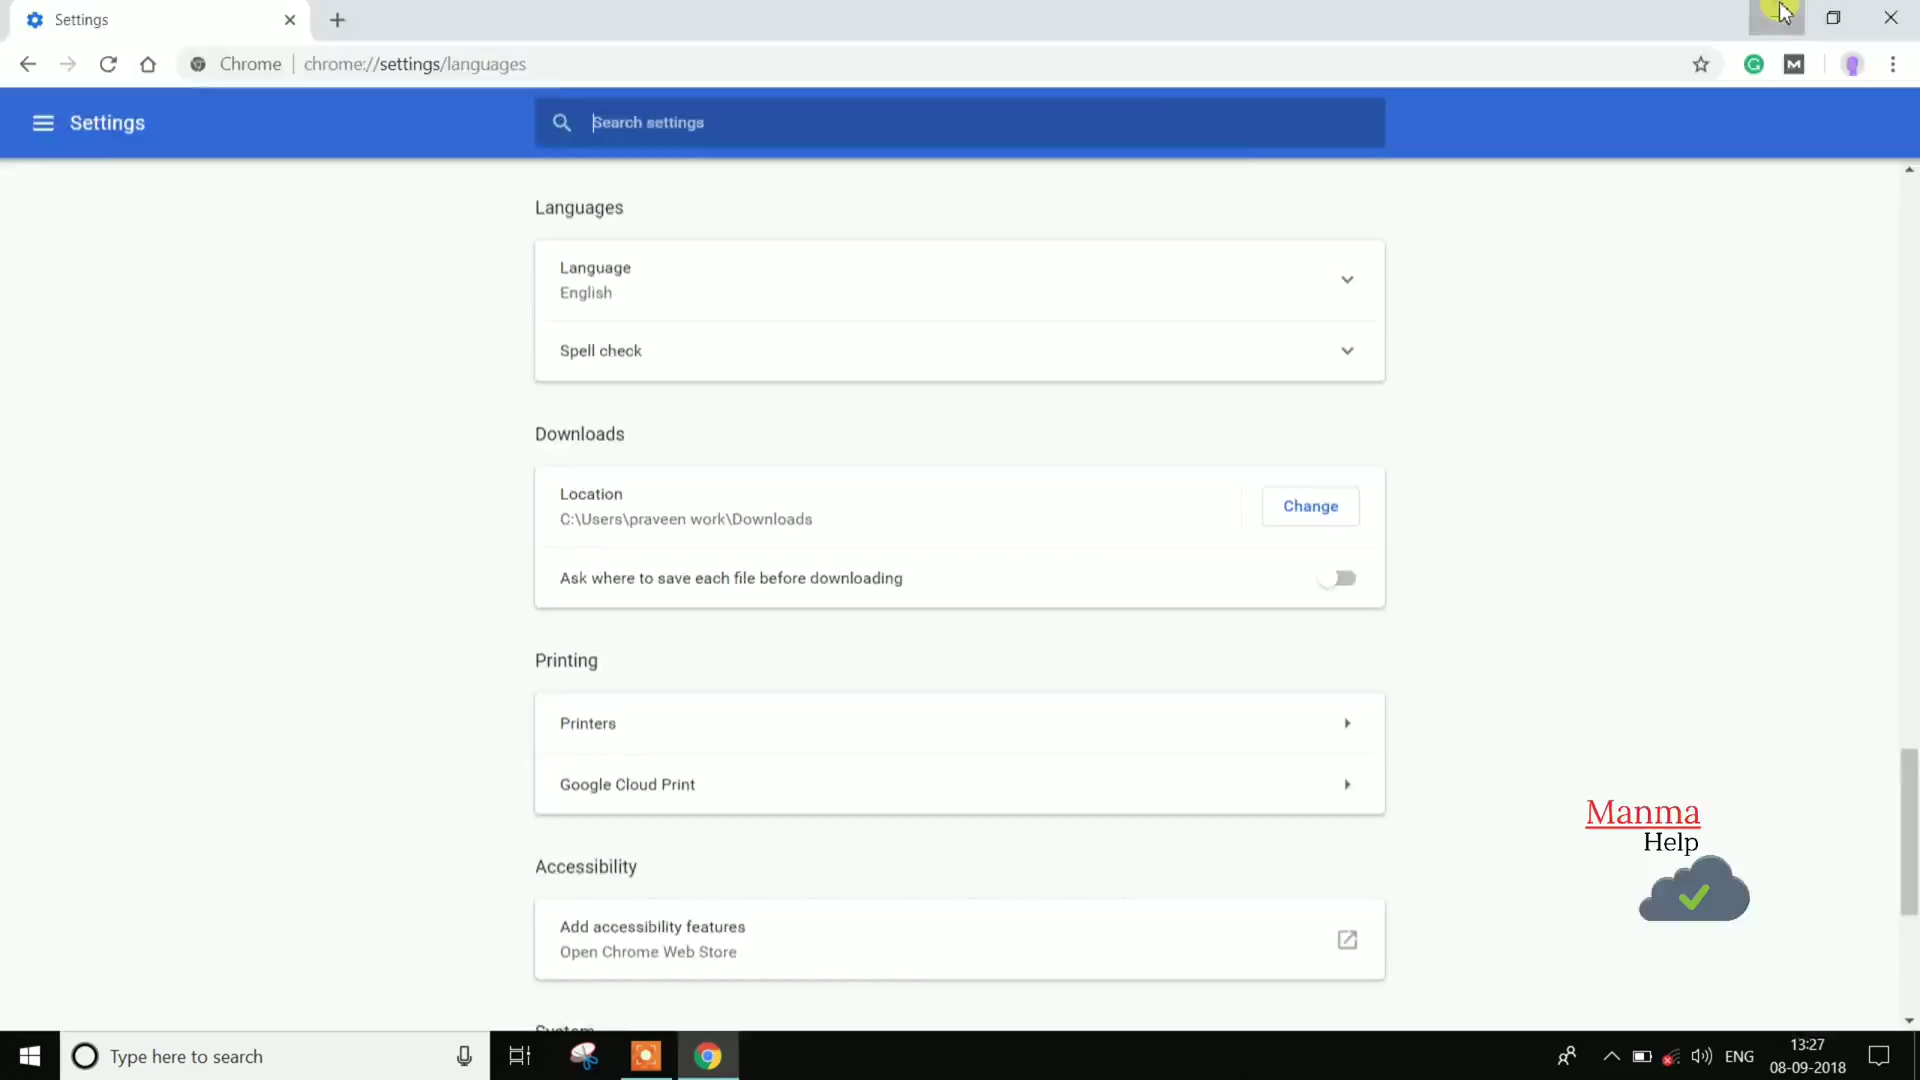 Settings
Chrome | chrome://settings/languages
Settings
Search settings
Languages
Language
English
Spell check
Downloads
Location
C:\Users\praveen work\Downloads
Change
Ask where to save each file before downloading
Printing
Printers
Google Cloud Print
Manma
Help
Accessibility
Add accessibility features
Open Chrome Web Store
System
Type here to search
ENG
13:27
08-09-2018